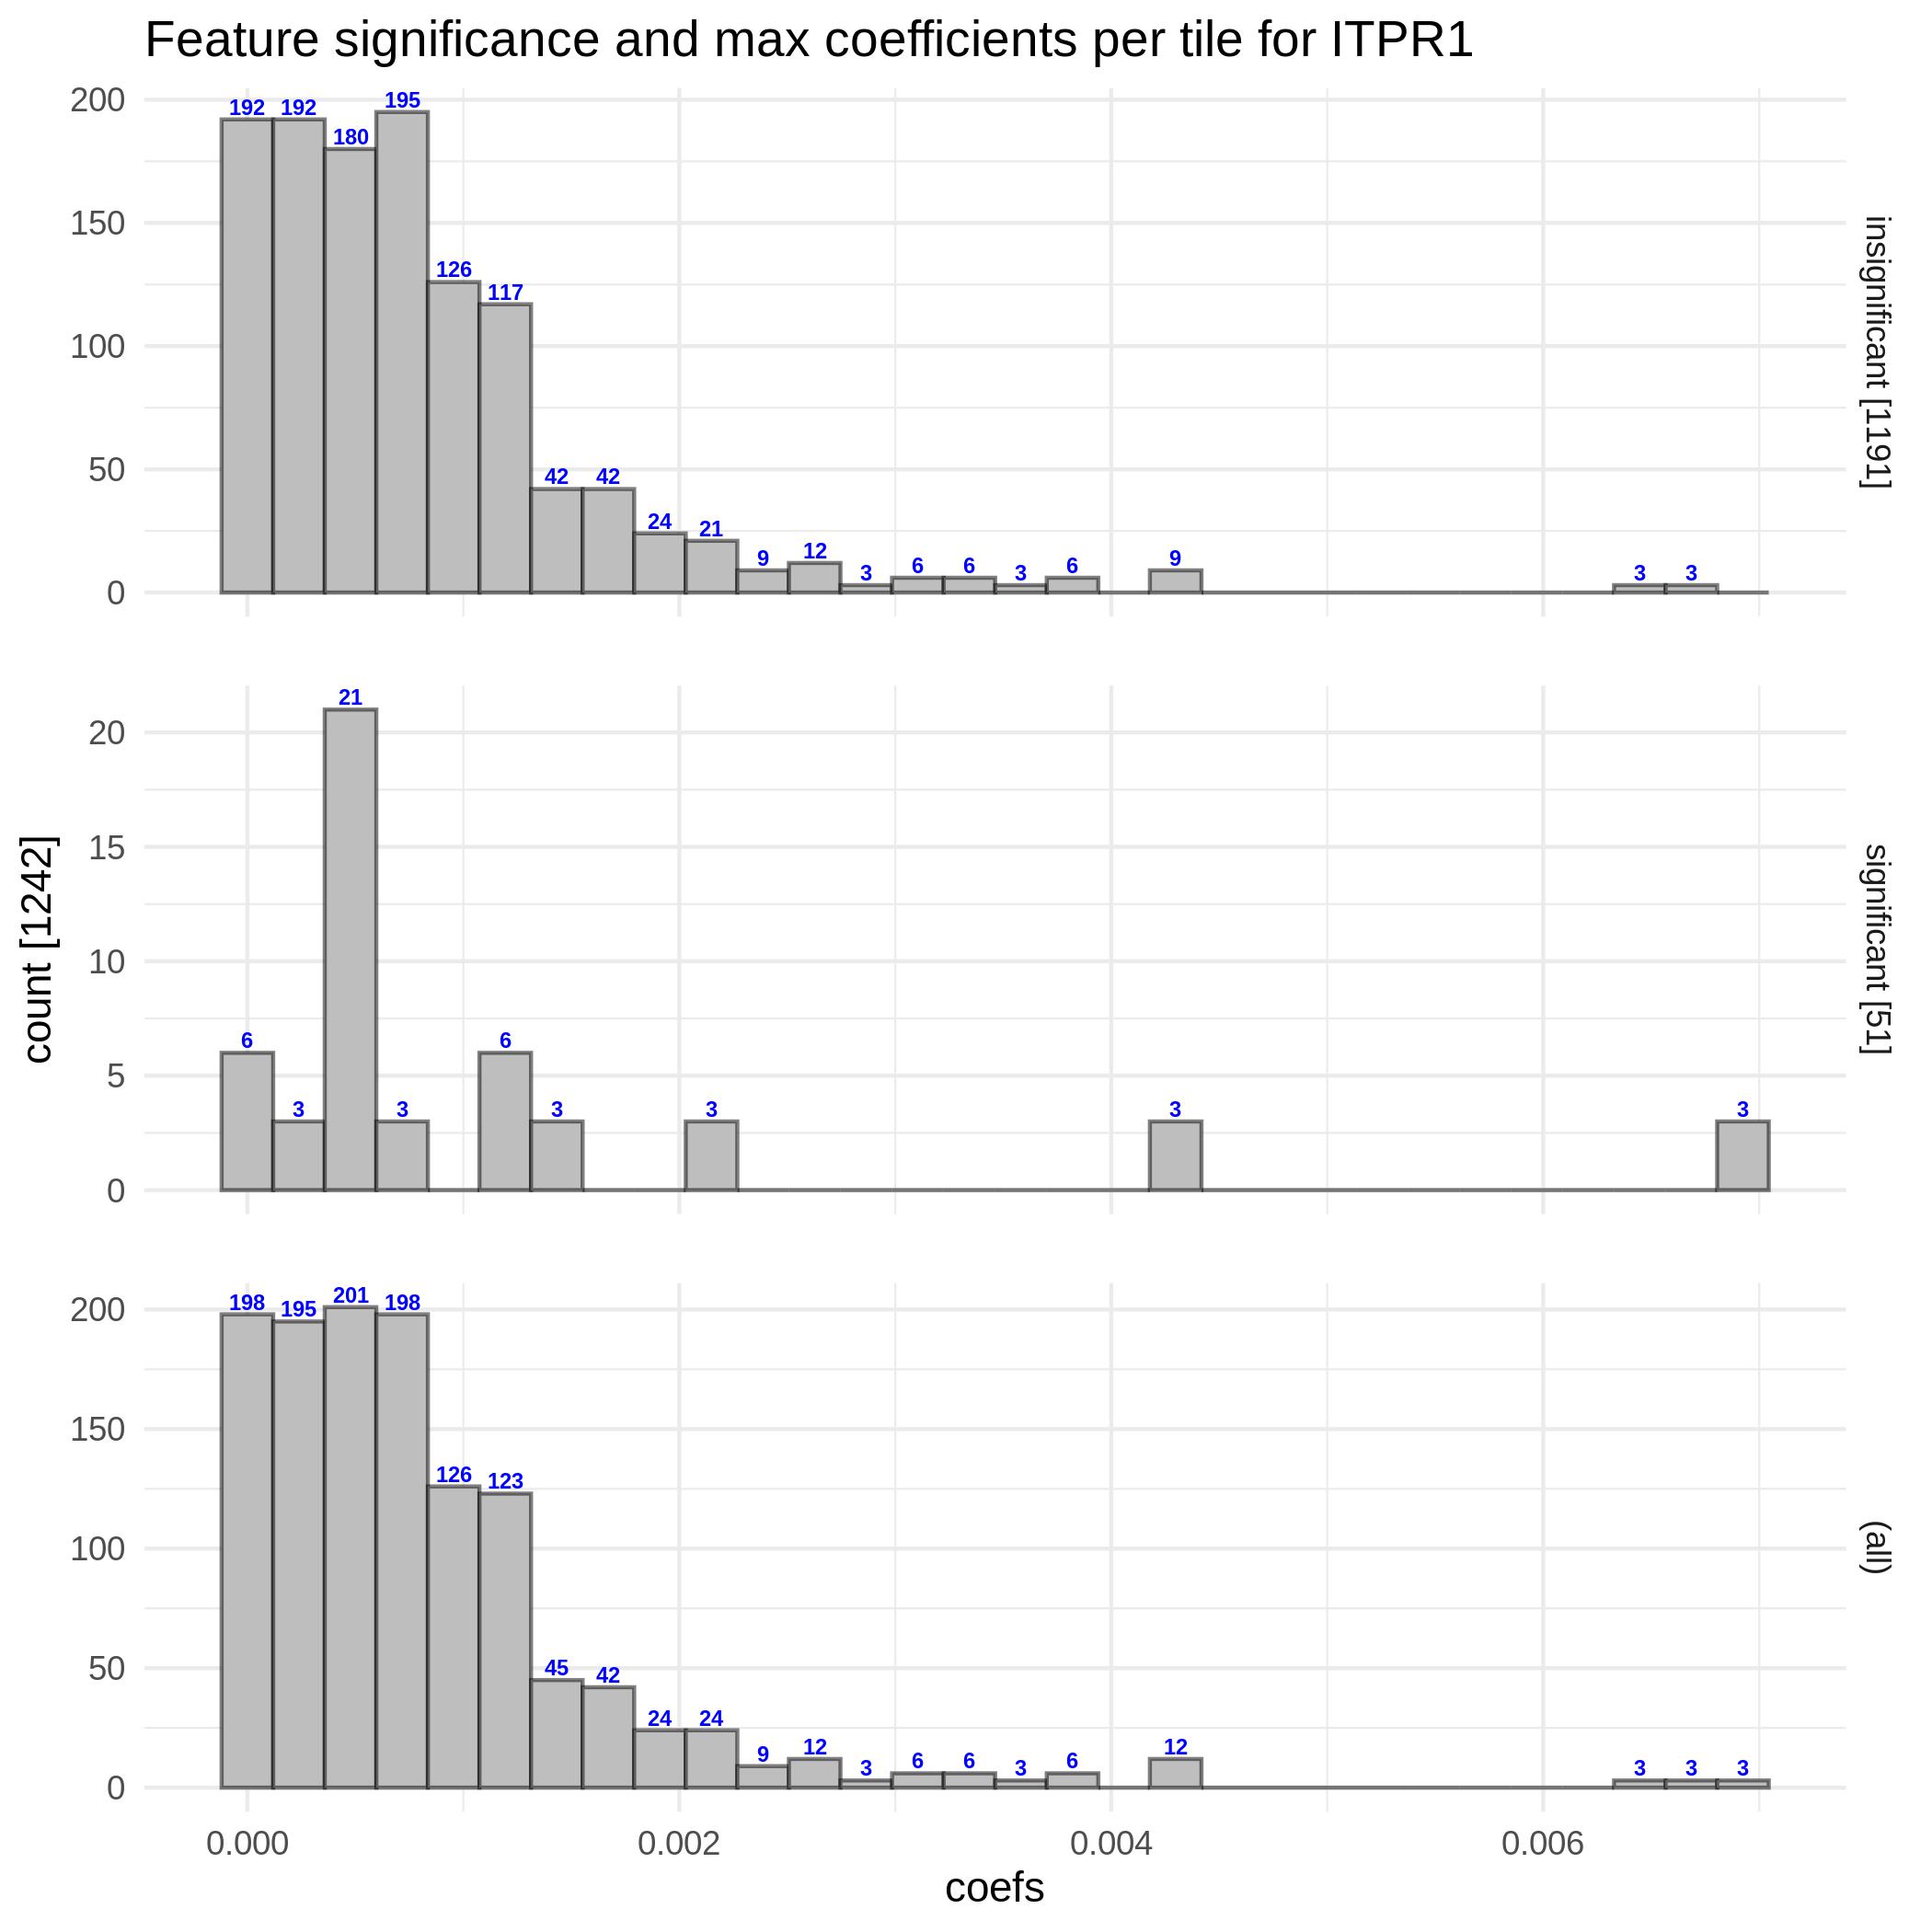 Feature significance and max coefficients per tile for ITPR1
200
150
100
50
0
192 192 180 195 126 117 42 42 24 21 9 12 3 6 6 3 6 9 3 3
insignificant [1191]
count [1242]
20
15
10
5
0
6 3 21 3 6 3 3 3 3
significant [51]
200
150
100
50
0
198 195 201 198 126 123 45 42 24 24 9 12 3 6 6 3 6 12 3 3 3
(all)
0.000 0.002 0.004 0.006
coefs